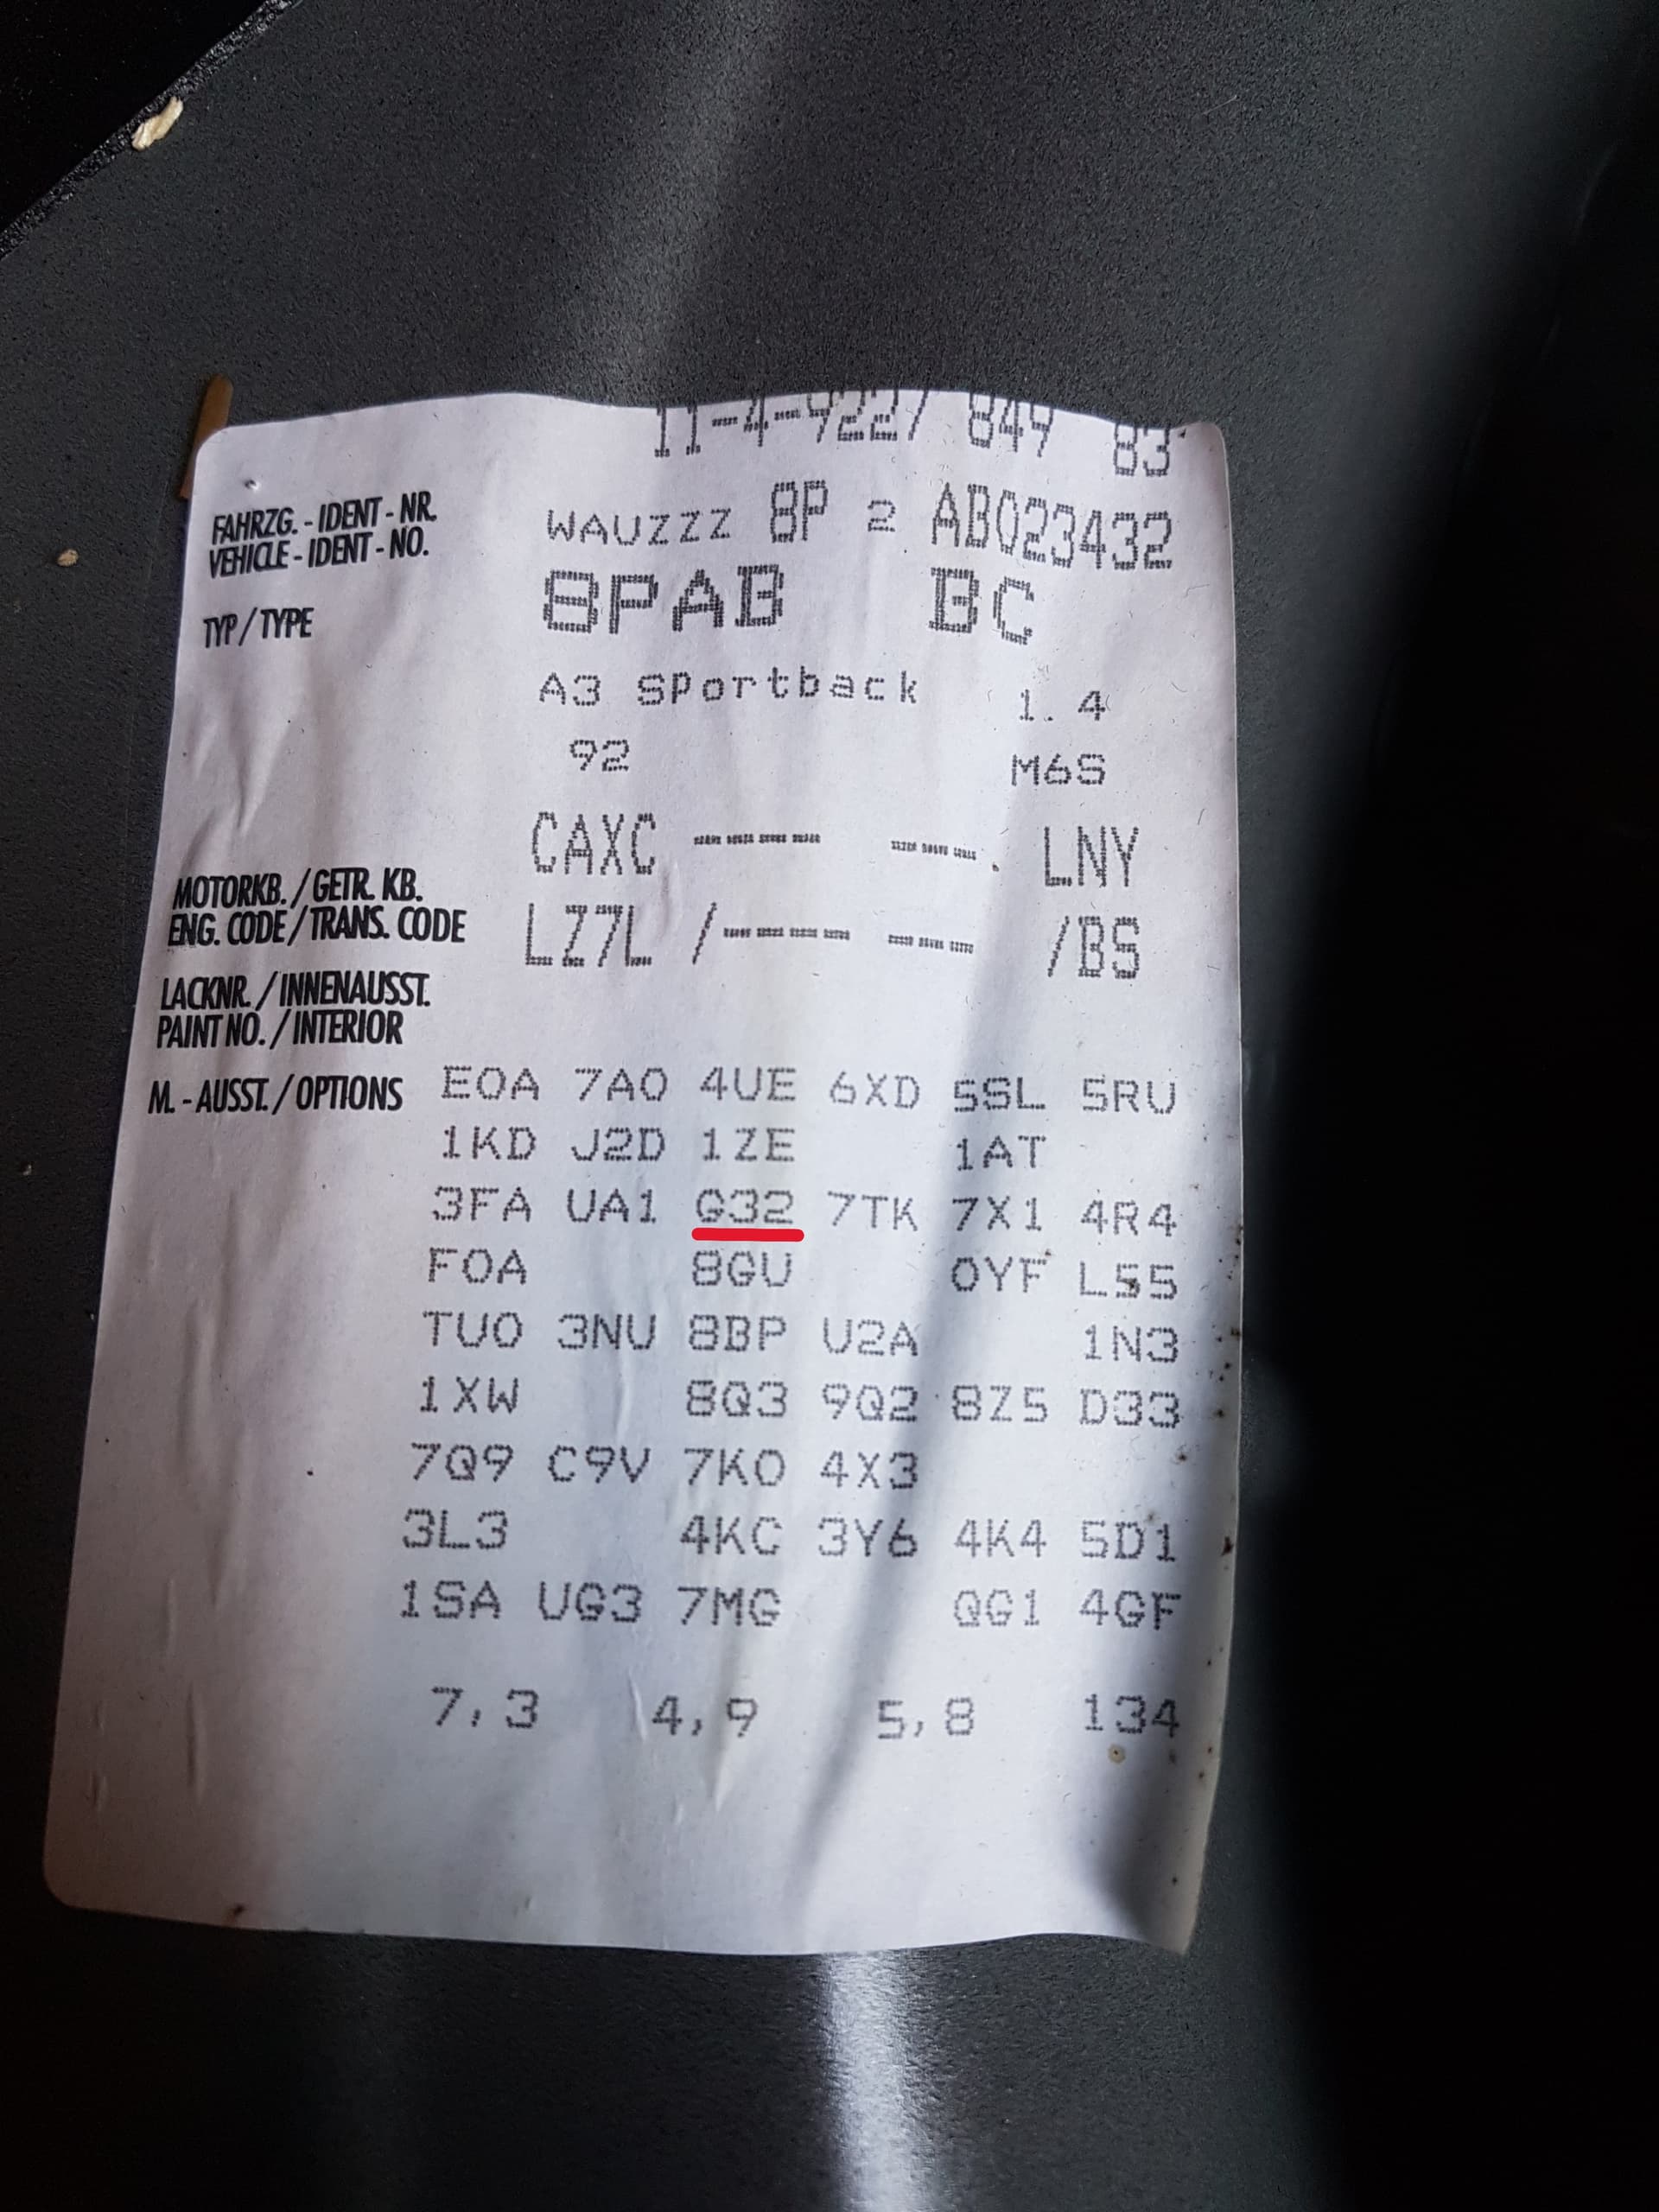 11-4-9227 849 83
FAHRZG. - IDENT - NR.
VEHICLE - IDENT - NO.
WAUZZZ 8P 2 AB023432
TYP / TYPE
8PAB BC
A3 Sportback 1.4
92 M6S
MOTORKB. / GETR. KB.
ENG. CODE / TRANS. CODE
CAXC ---- ---. LNY
LACKNR. / INNENAUSST.
PAINT NO. / INTERIOR
LZ7L /---- --- /BS
M. - AUSST. / OPTIONS
E0A 7A0 4UE 6XD 5SL 5RU
1KD J2D 1ZE 1AT
3FA UA1 G32 7TK 7X1 4R4
F0A 8GU 0YF L55
TU0 3NU 8BP U2A 1N3
1XW 8Q3 9Q2 8Z5 D33
7Q9 C9V 7K0 4X3
3L3 4KC 3Y6 4K4 5D1
1SA UG3 7MG QG1 4GF
7,3 4,9 5,8 134